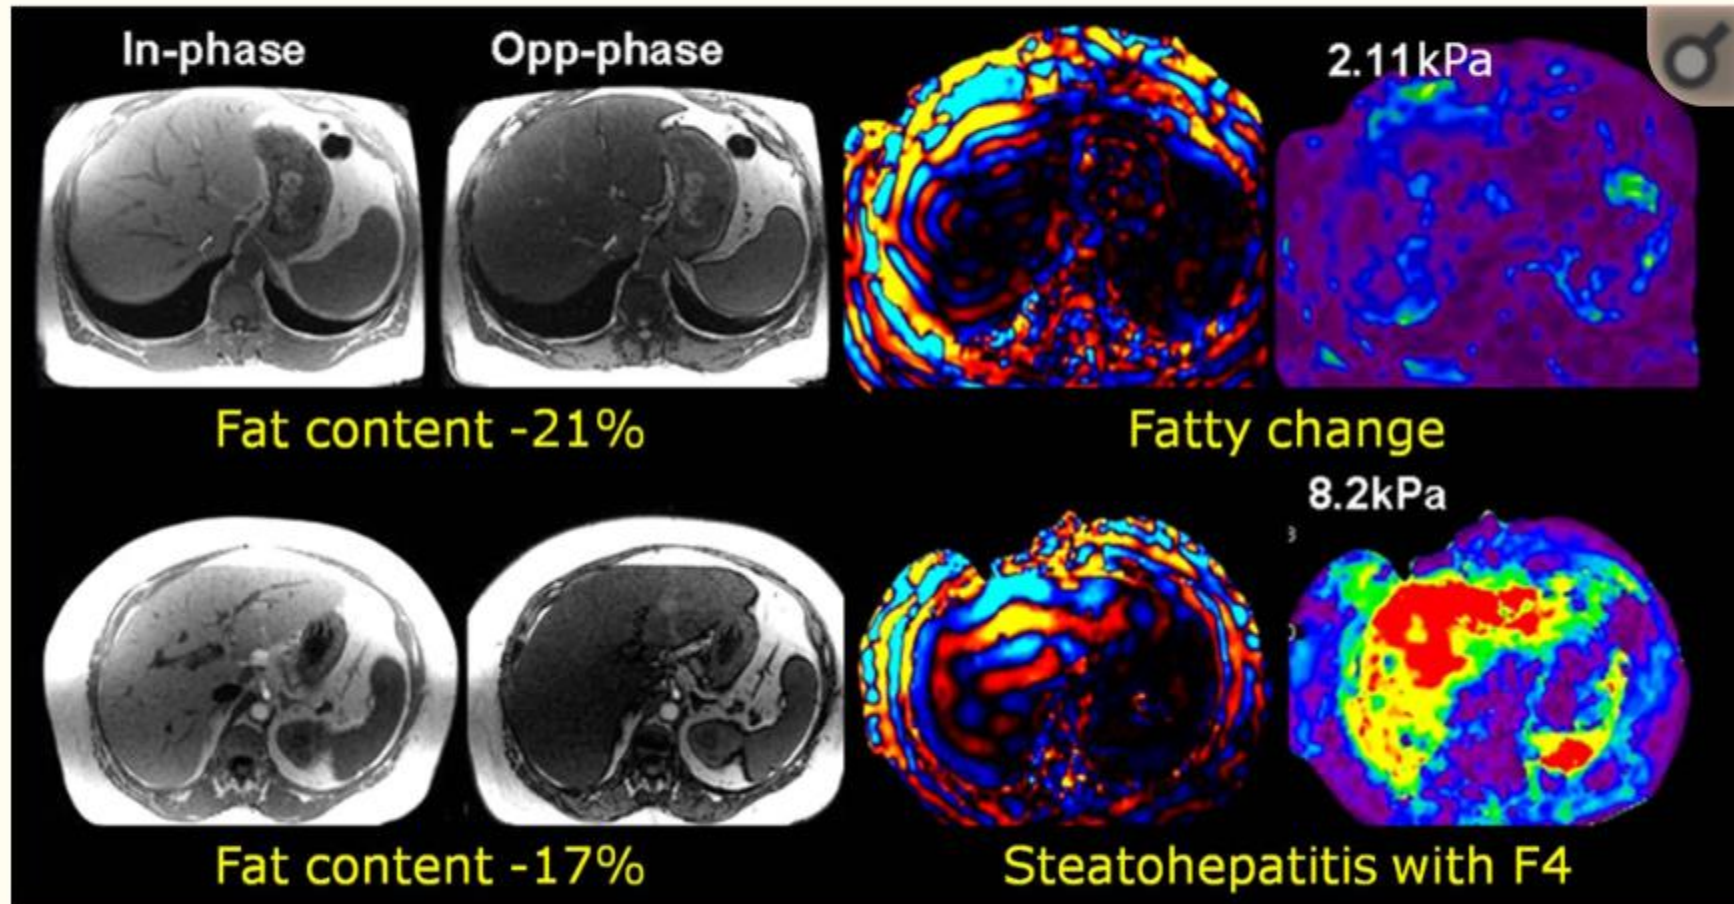 In-phase
Opp-phase
2.11kPa
Fat content -21%
Fatty change
8.2kPa
Fat content -17%
Steatohepatitis with F4